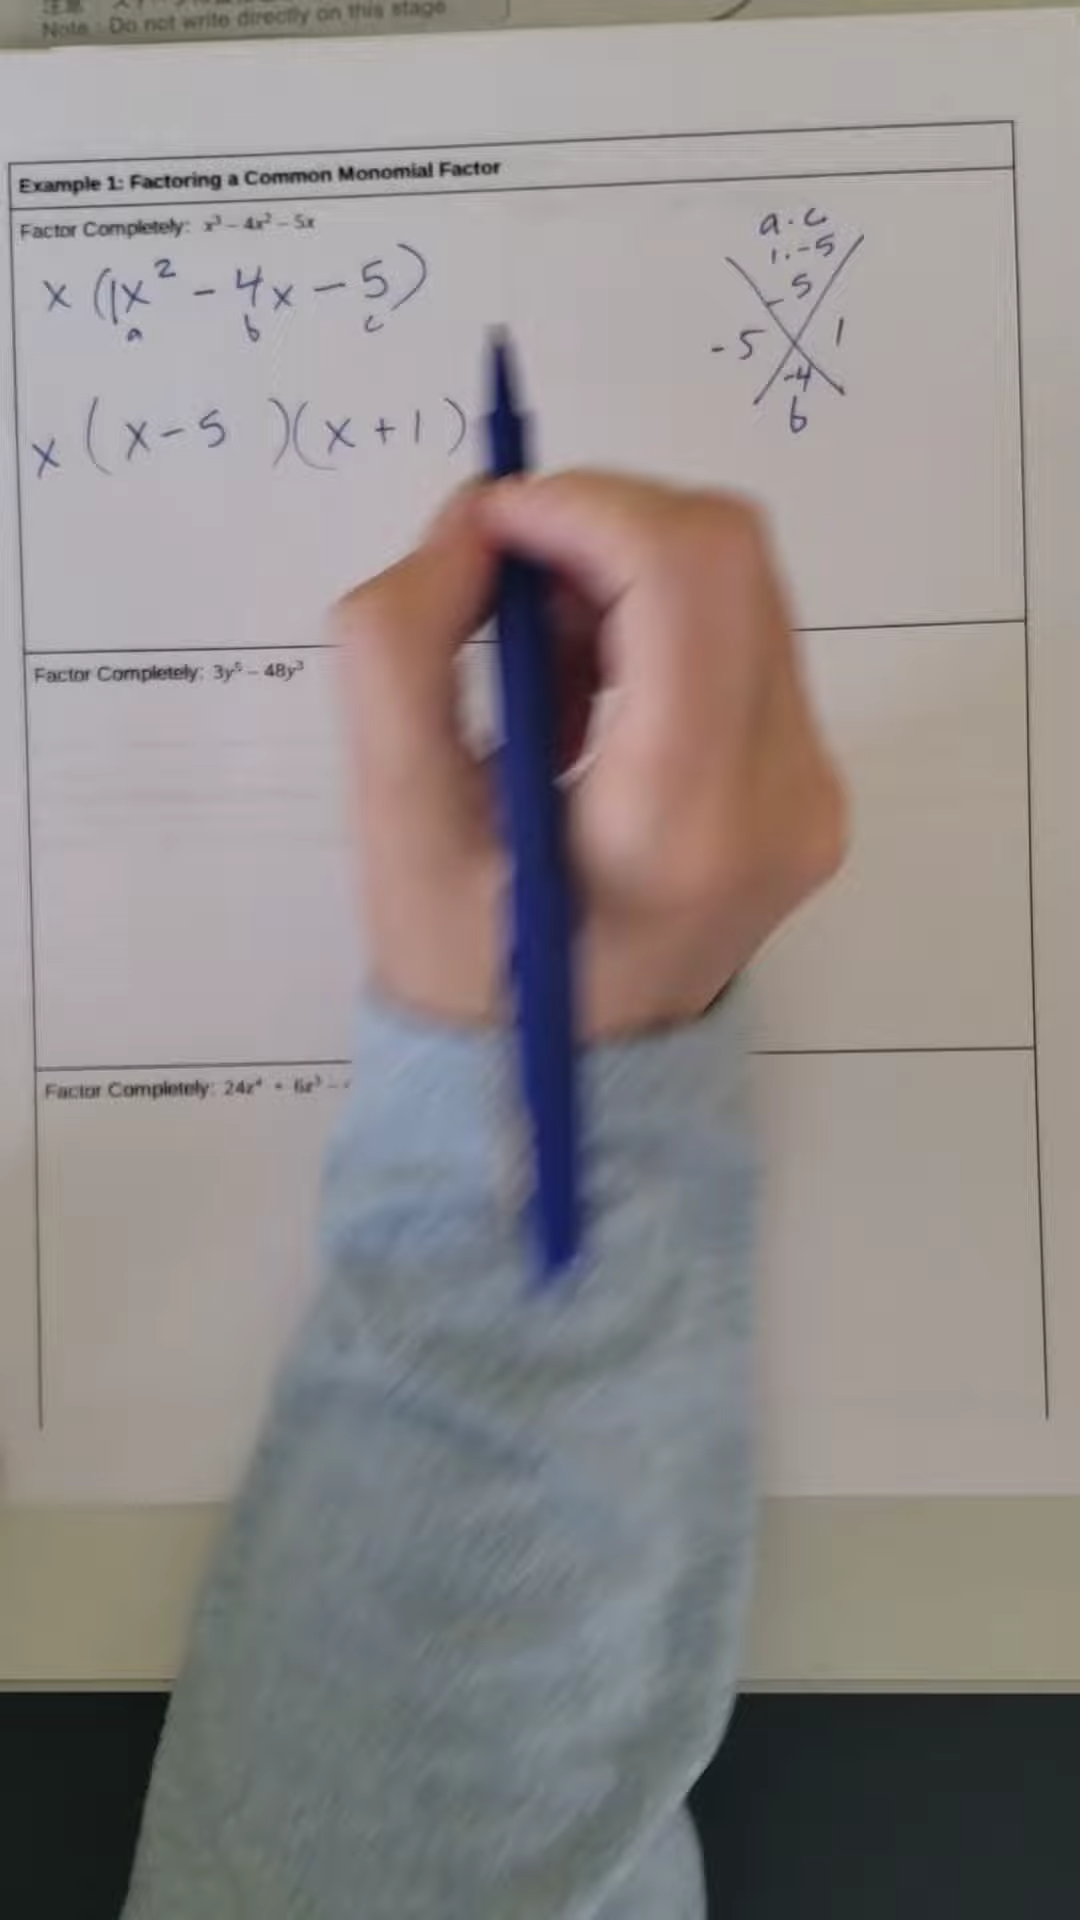 Note : Do not write directly on this stage
Example 1: Factoring a Common Monomial Factor
Factor Completely: x³ – 4x² – 5x
x (1x² - 4x - 5)
a b c
x ( x - 5 )( x + 1 )
a · c
1 · -5
-5
-5 1
-4
b
Factor Completely: 3y⁵ – 48y³
Factor Completely: 24z⁴ + 6z³ –